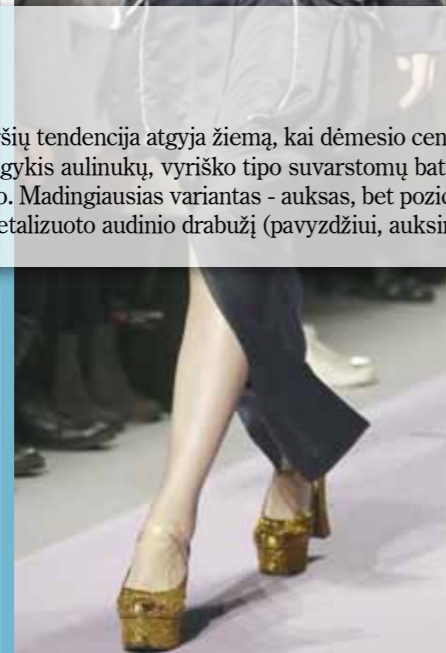 šių tendencija atgyja žiemą, kai dėmesio cen
gykis aulinukų, vyriško tipo suvarstomų bat
o. Madingiausias variantas - auksas, bet pozic
etalizuoto audinio drabužį (pavyzdžiui, auksin